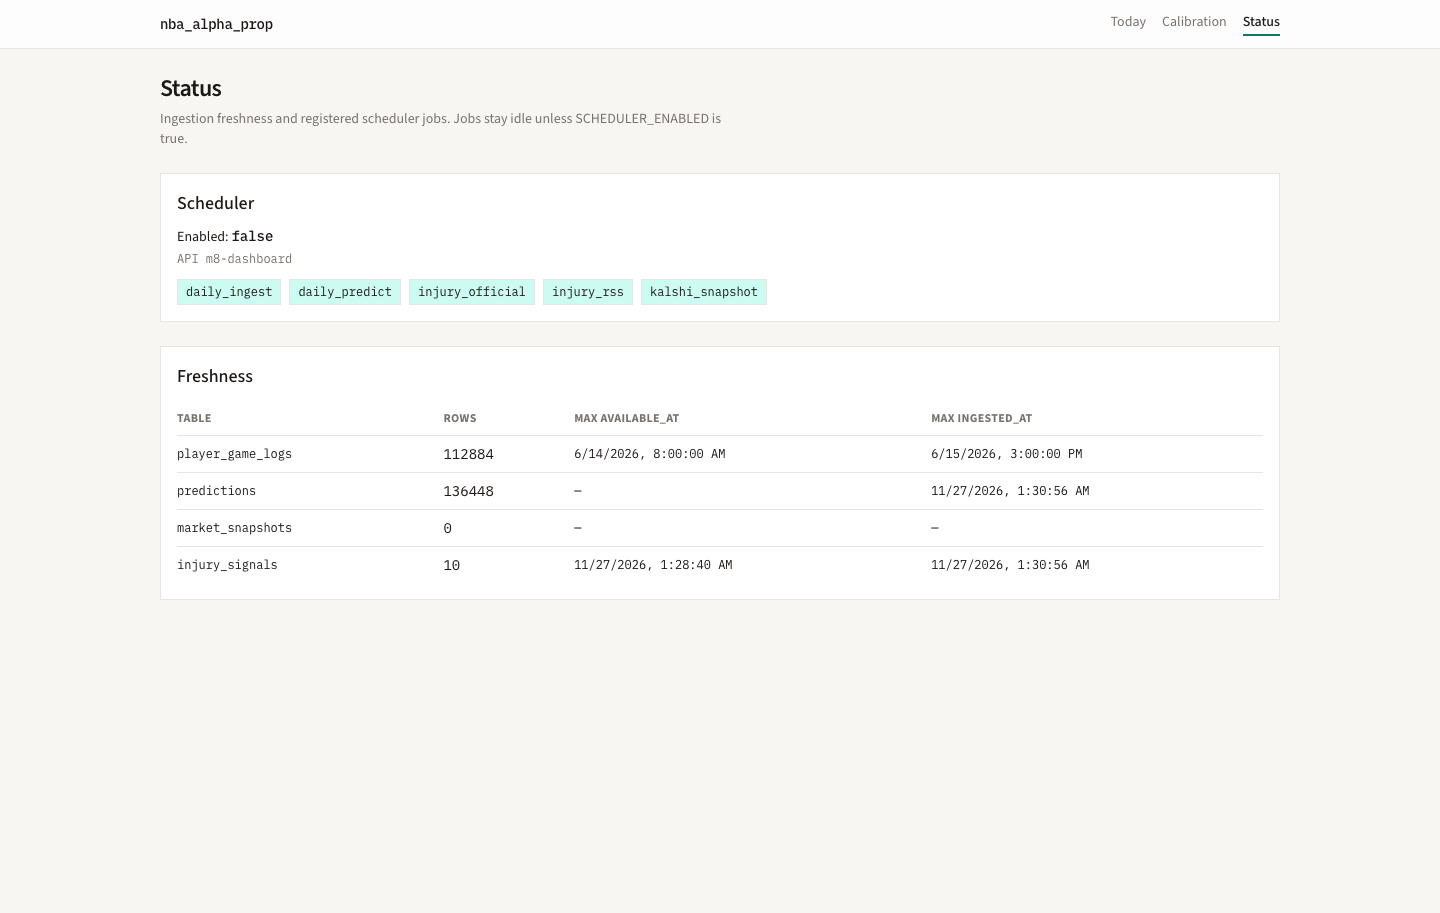 nba_alpha_prop
Today Calibration Status
Status
Ingestion freshness and registered scheduler jobs. Jobs stay idle unless SCHEDULER_ENABLED is
true.
Scheduler
Enabled: false
API m8-dashboard
daily_ingest daily_predict injury_official injury_rss kalshi_snapshot
Freshness
TABLE ROWS MAX AVAILABLE_AT MAX INGESTED_AT
player_game_logs 112884 6/14/2026, 8:00:00 AM 6/15/2026, 3:00:00 PM
predictions 136448 — 11/27/2026, 1:30:56 AM
market_snapshots 0 — —
injury_signals 10 11/27/2026, 1:28:40 AM 11/27/2026, 1:30:56 AM